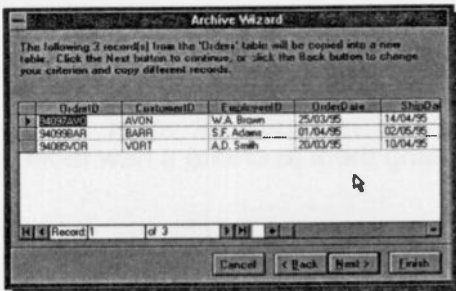 Archive Wizard
The following 3 record(s) from the 'Orders' table will be copied into a new
table. Click the Next button to continue, or click the Back button to change
your criterion and copy different records.
OrderID CustomerID EmployeeID OrderDate ShipDat
94097AVO AVON W.A. Brown 25/03/95 14/04/95
94099BAR BARR S.F. Adams 01/04/95 02/05/95
94085VOR VORT A.D. Smith 20/03/95 10/04/95
Record: 1 of 3
Cancel < Back Next > Finish